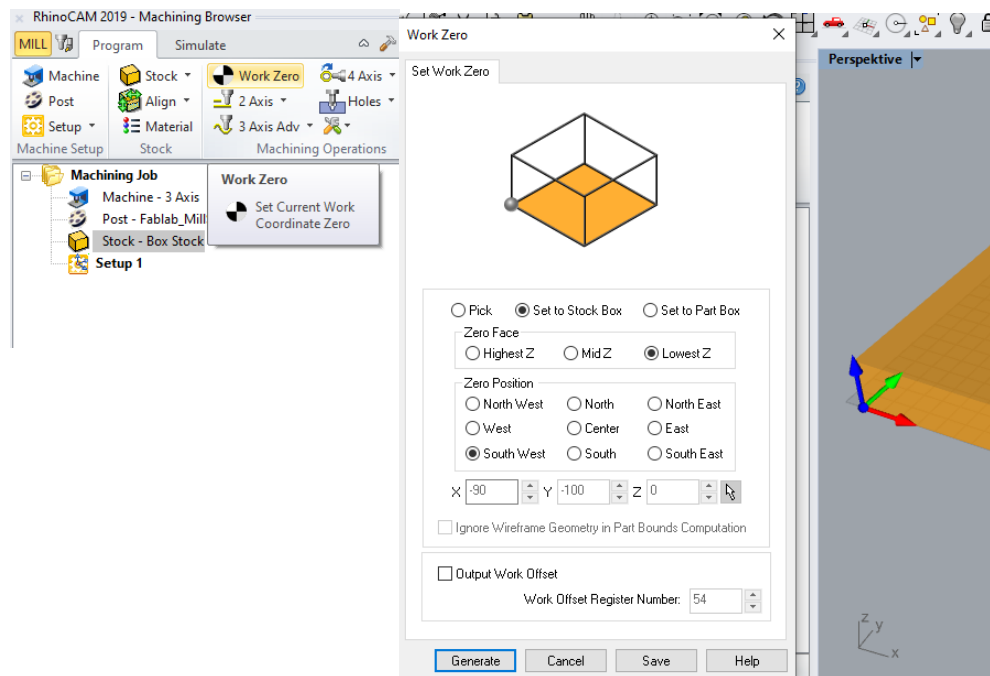 RhinoCAM 2019 - Machining Browser
MILL Program Simulate
Machine Stock Work Zero 4 Axis
Post Align 2 Axis Holes
Setup Material 3 Axis Adv
Machine Setup Stock Machining Operations
Machining Job
Machine - 3 Axis
Post - Fablab_Mill
Stock - Box Stock
Setup 1
Work Zero
Set Current Work
Coordinate Zero
Work Zero
Set Work Zero
Pick Set to Stock Box Set to Part Box
Zero Face
Highest Z Mid Z Lowest Z
Zero Position
North West North North East
West Center East
South West South South East
X -90 Y -100 Z 0
Ignore Wireframe Geometry in Part Bounds Computation
Output Work Offset
Work Offset Register Number: 54
Generate Cancel Save Help
Perspektive
z
y
x